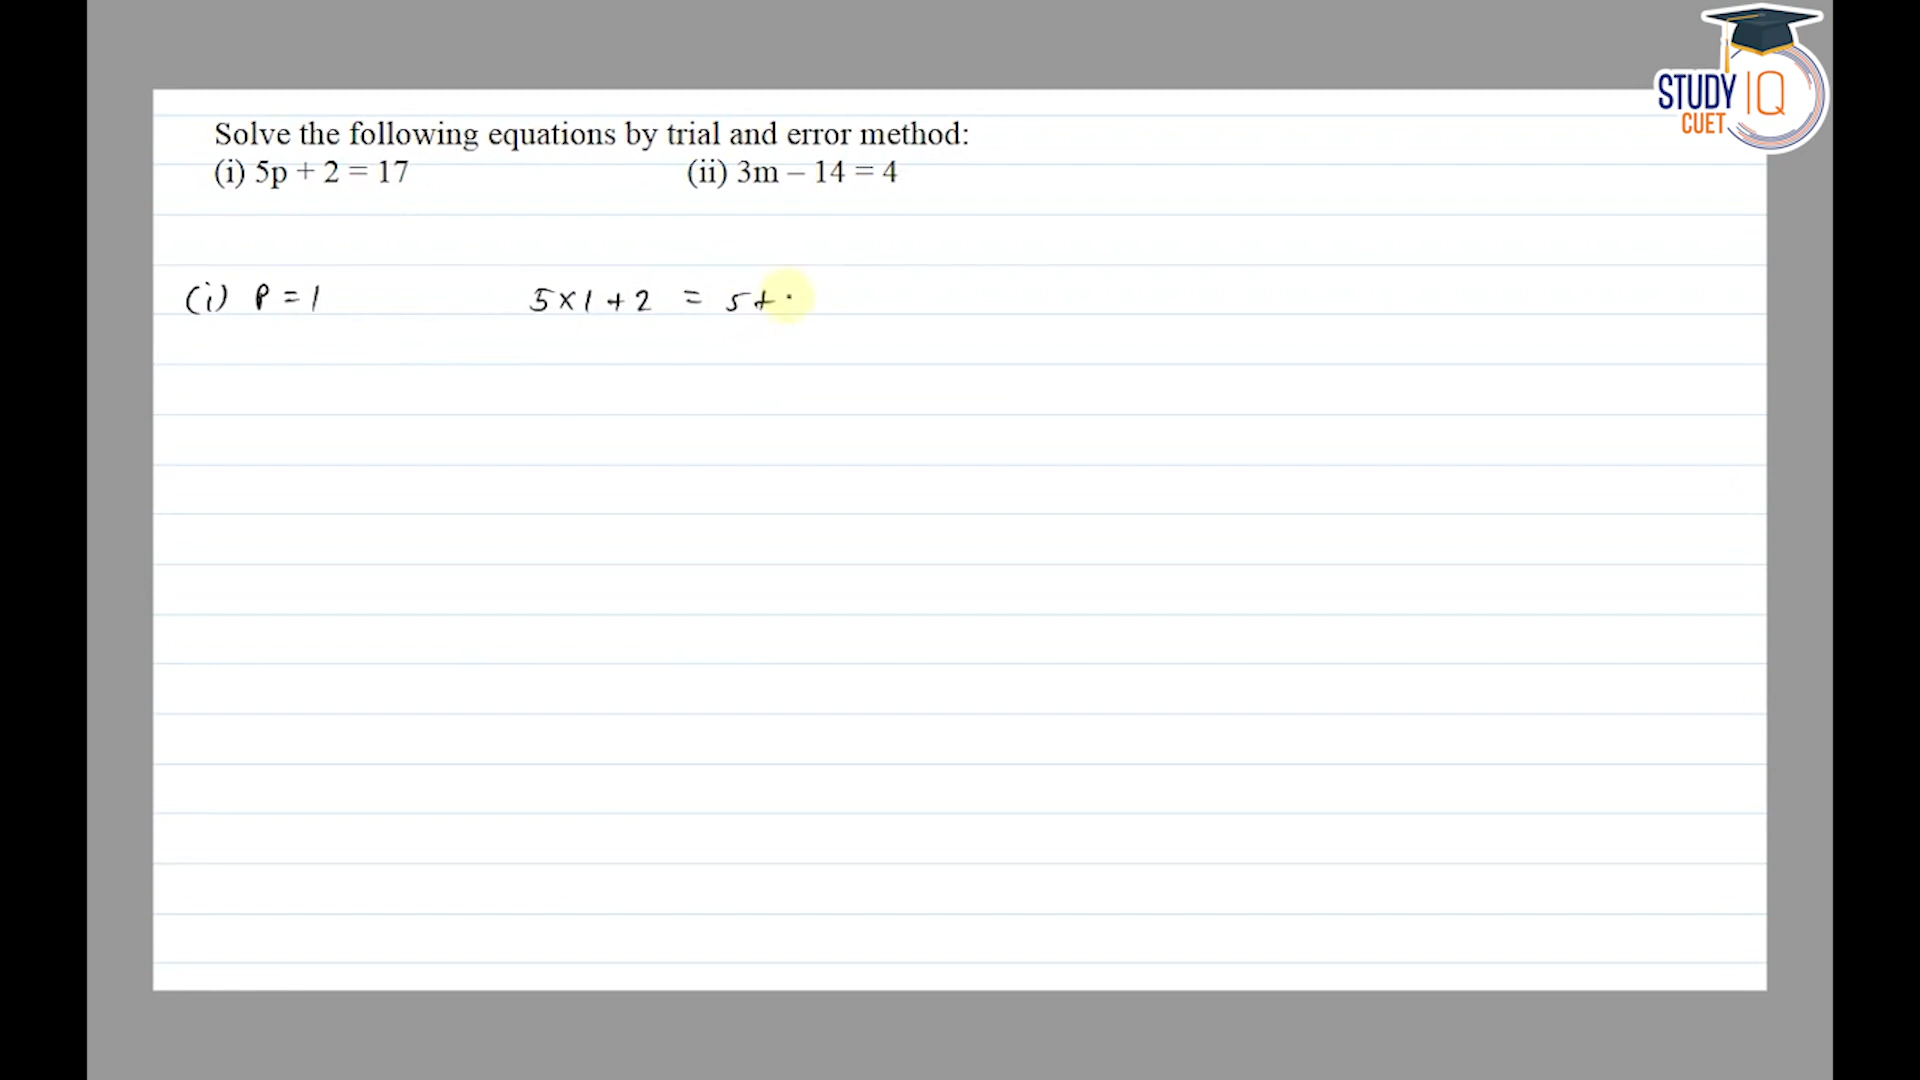 STUDY IQ
CUET
Solve the following equations by trial and error method:
(i) 5p + 2 = 17 (ii) 3m – 14 = 4
(i) P = 1 5 × 1 + 2 = 5 +